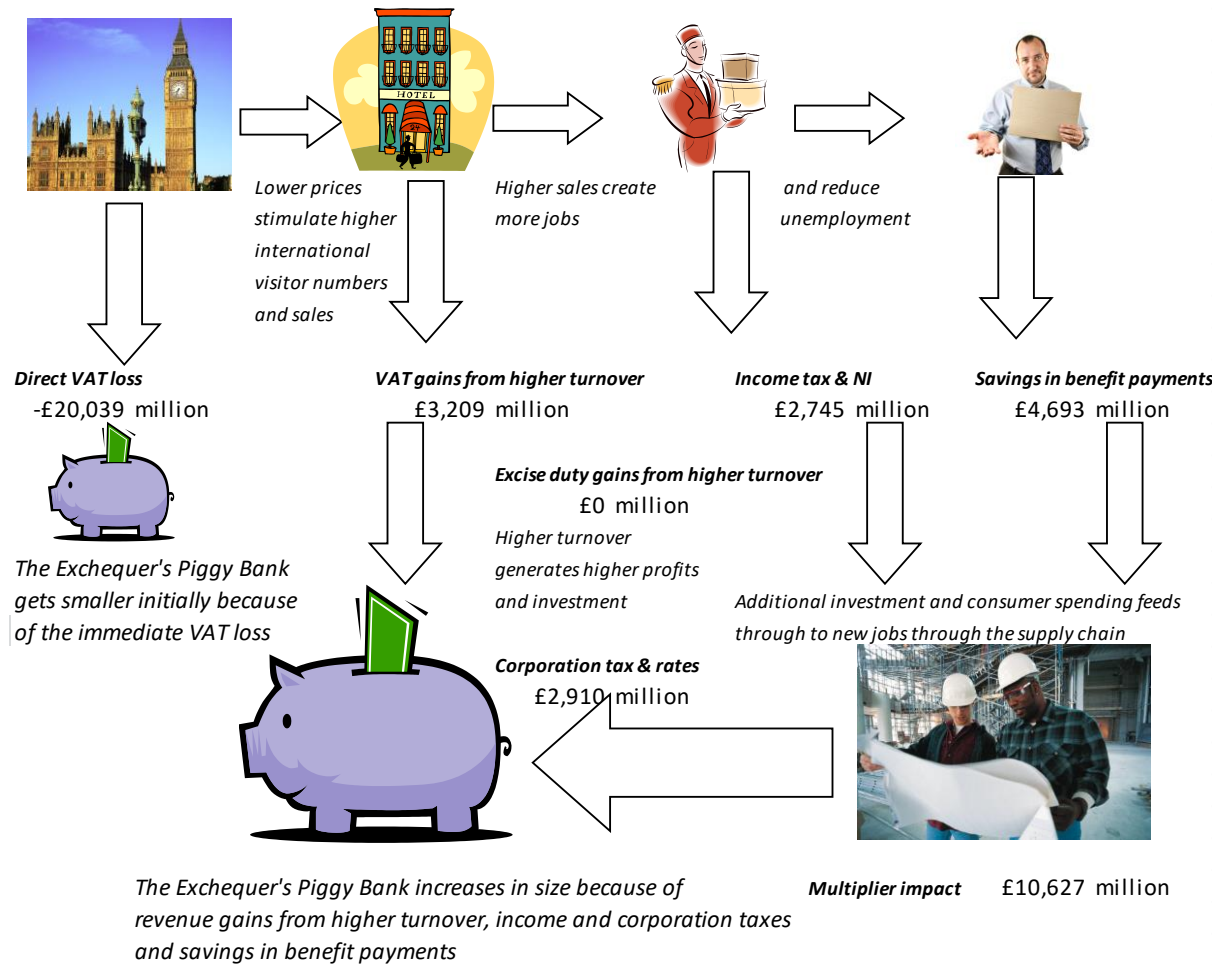 HOTEL
24
Lower prices
stimulate higher
international
visitor numbers
and sales
Higher sales create
more jobs
and reduce
unemployment
Direct VAT loss
-£20,039 million
VAT gains from higher turnover
£3,209 million
Income tax & NI
£2,745 million
Savings in benefit payments
£4,693 million
Excise duty gains from higher turnover
£0 million
Higher turnover
generates higher profits
and investment
The Exchequer's Piggy Bank
gets smaller initially because
of the immediate VAT loss
Additional investment and consumer spending feeds
through to new jobs through the supply chain
Corporation tax & rates
£2,910 million
The Exchequer's Piggy Bank increases in size because of
revenue gains from higher turnover, income and corporation taxes
and savings in benefit payments
Multiplier impact £10,627 million